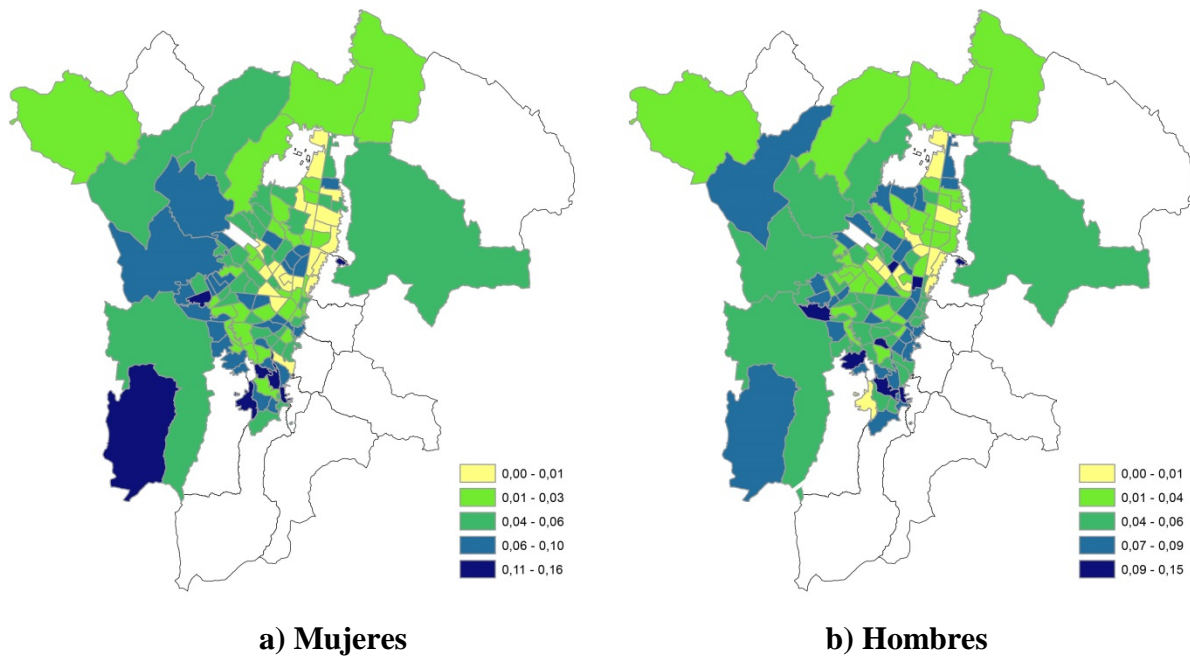 0,00 - 0,01
0,01 - 0,03
0,04 - 0,06
0,06 - 0,10
0,11 - 0,16
0,00 - 0,01
0,01 - 0,04
0,04 - 0,06
0,07 - 0,09
0,09 - 0,15
a) Mujeres
b) Hombres